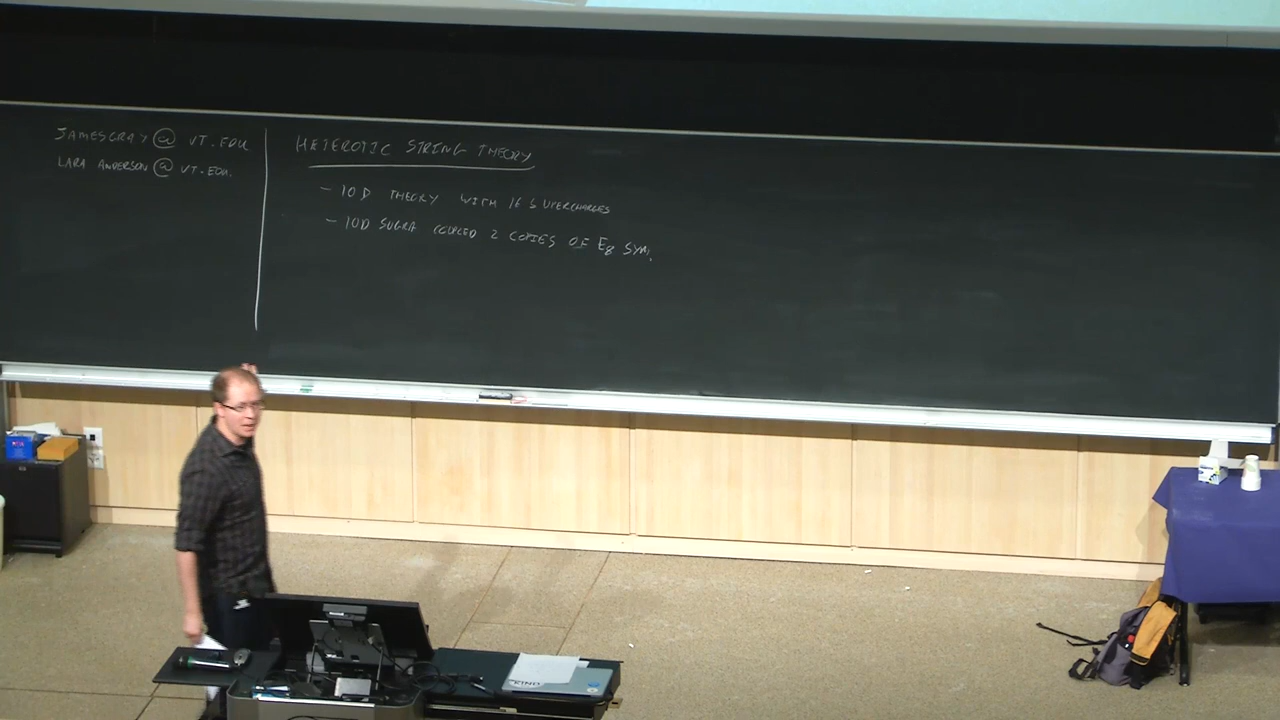 JAMESGRAY@ VT.EDU
LARA ANDERSON@ VT.EDU.
HETEROTIC STRING THEORY
- 10D THEORY WITH 16 SUPERCHARGES
- 10D SUGRA COUPLED 2 COPIES OF E8 SYM.